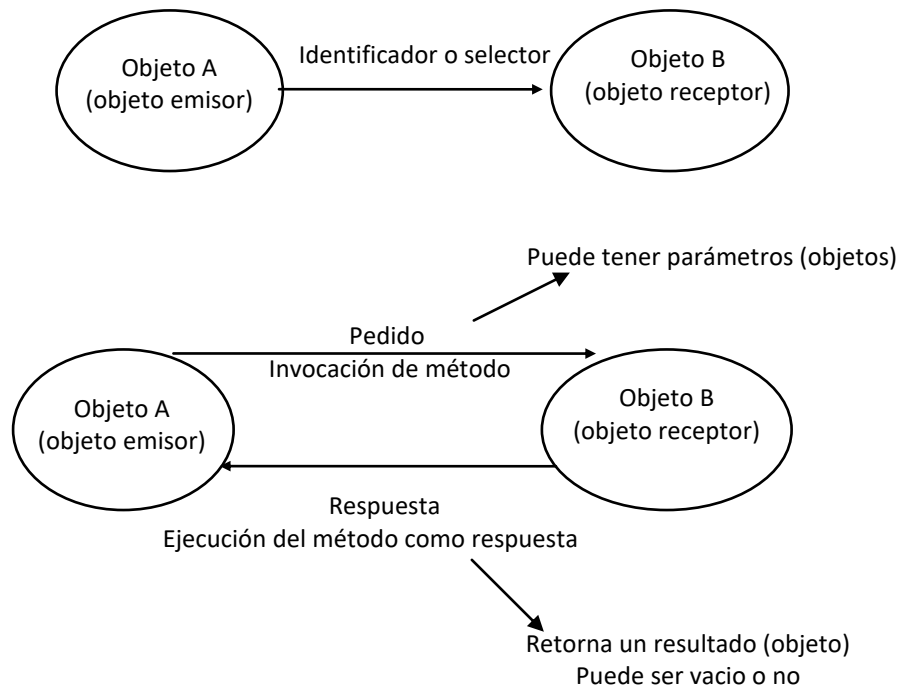 Objeto A
(objeto emisor)
Identificador o selector
Objeto B
(objeto receptor)
Puede tener parámetros (objetos)
Pedido
Invocación de método
Objeto A
(objeto emisor)
Objeto B
(objeto receptor)
Respuesta
Ejecución del método como respuesta
Retorna un resultado (objeto)
Puede ser vacio o no